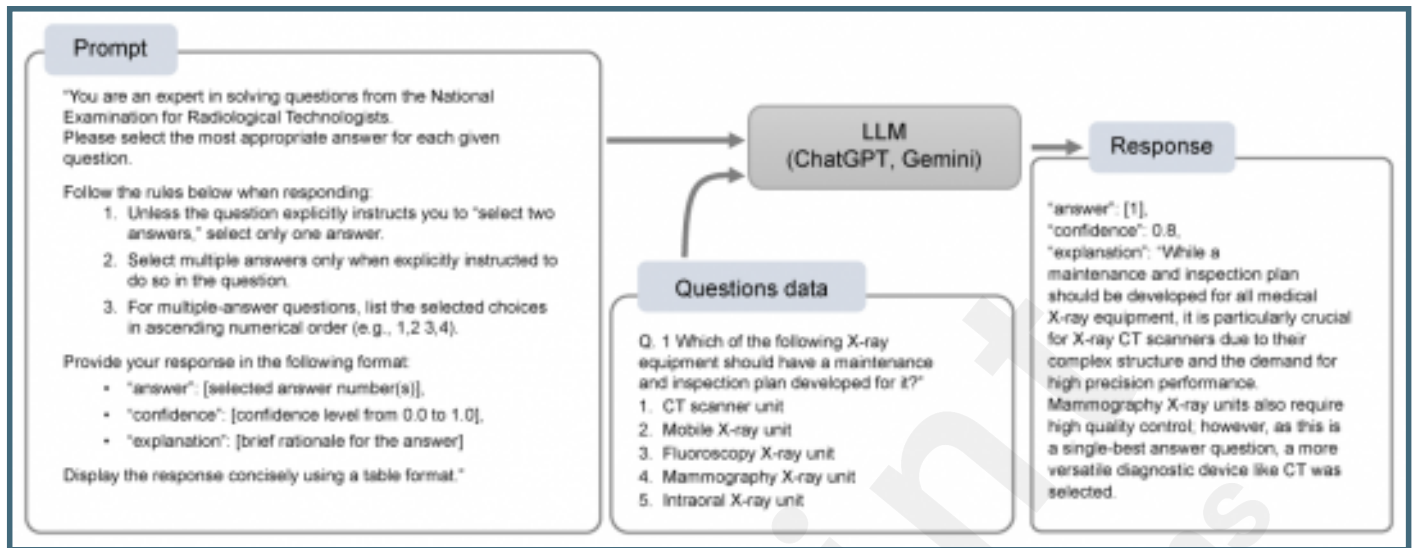 Prompt
"You are an expert in solving questions from the National
Examination for Radiological Technologists.
Please select the most appropriate answer for each given
question.
Follow the rules below when responding:
1. Unless the question explicitly instructs you to "select two
answers," select only one answer.
2. Select multiple answers only when explicitly instructed to
do so in the question.
3. For multiple-answer questions, list the selected choices
in ascending numerical order (e.g., 1,2 3,4).
Provide your response in the following format:
• "answer": [selected answer number(s)],
• "confidence": [confidence level from 0.0 to 1.0],
• "explanation": [brief rationale for the answer]
Display the response concisely using a table format."
LLM
(ChatGPT, Gemini)
Questions data
Q. 1 Which of the following X-ray
equipment should have a maintenance
and inspection plan developed for it?"
1. CT scanner unit
2. Mobile X-ray unit
3. Fluoroscopy X-ray unit
4. Mammography X-ray unit
5. Intraoral X-ray unit
Response
"answer": [1],
"confidence": 0.8,
"explanation": "While a
maintenance and inspection plan
should be developed for all medical
X-ray equipment, it is particularly crucial
for X-ray CT scanners due to their
complex structure and the demand for
high precision performance.
Mammography X-ray units also require
high quality control; however, as this is
a single-best answer question, a more
versatile diagnostic device like CT was
selected.